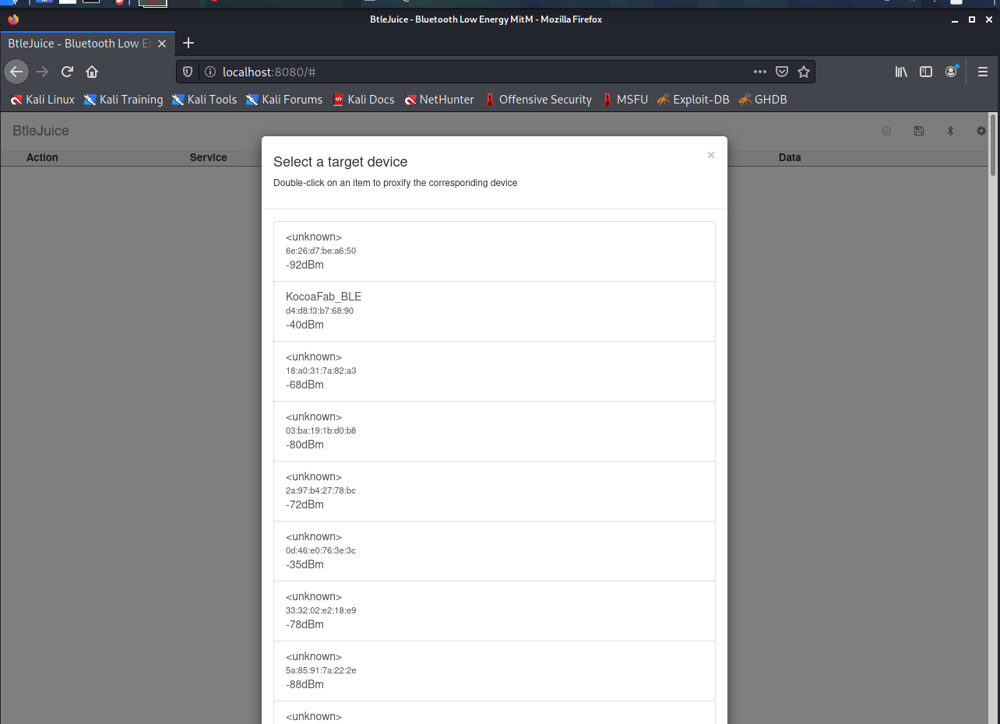 BtleJuice - Bluetooth Low Energy MitM - Mozilla Firefox
BtleJuice - Bluetooth Low En
localhost:8080/#
Kali Linux Kali Training Kali Tools Kali Forums Kali Docs NetHunter Offensive Security MSFU Exploit-DB GHDB
BtleJuice
Action Service Data
Select a target device
×
Double-click on an item to proxify the corresponding device
<unknown>
6e:26:d7:be:a6:50
-92dBm
KocoaFab_BLE
d4:d8:f3:b7:68:90
-40dBm
<unknown>
18:a0:31:7a:82:a3
-68dBm
<unknown>
03:ba:19:1b:d0:b8
-80dBm
<unknown>
2a:97:b4:27:78:bc
-72dBm
<unknown>
0d:46:e0:76:3e:3c
-35dBm
<unknown>
33:32:02:e2:18:e9
-78dBm
<unknown>
5a:85:91:7a:22:2e
-88dBm
<unknown>